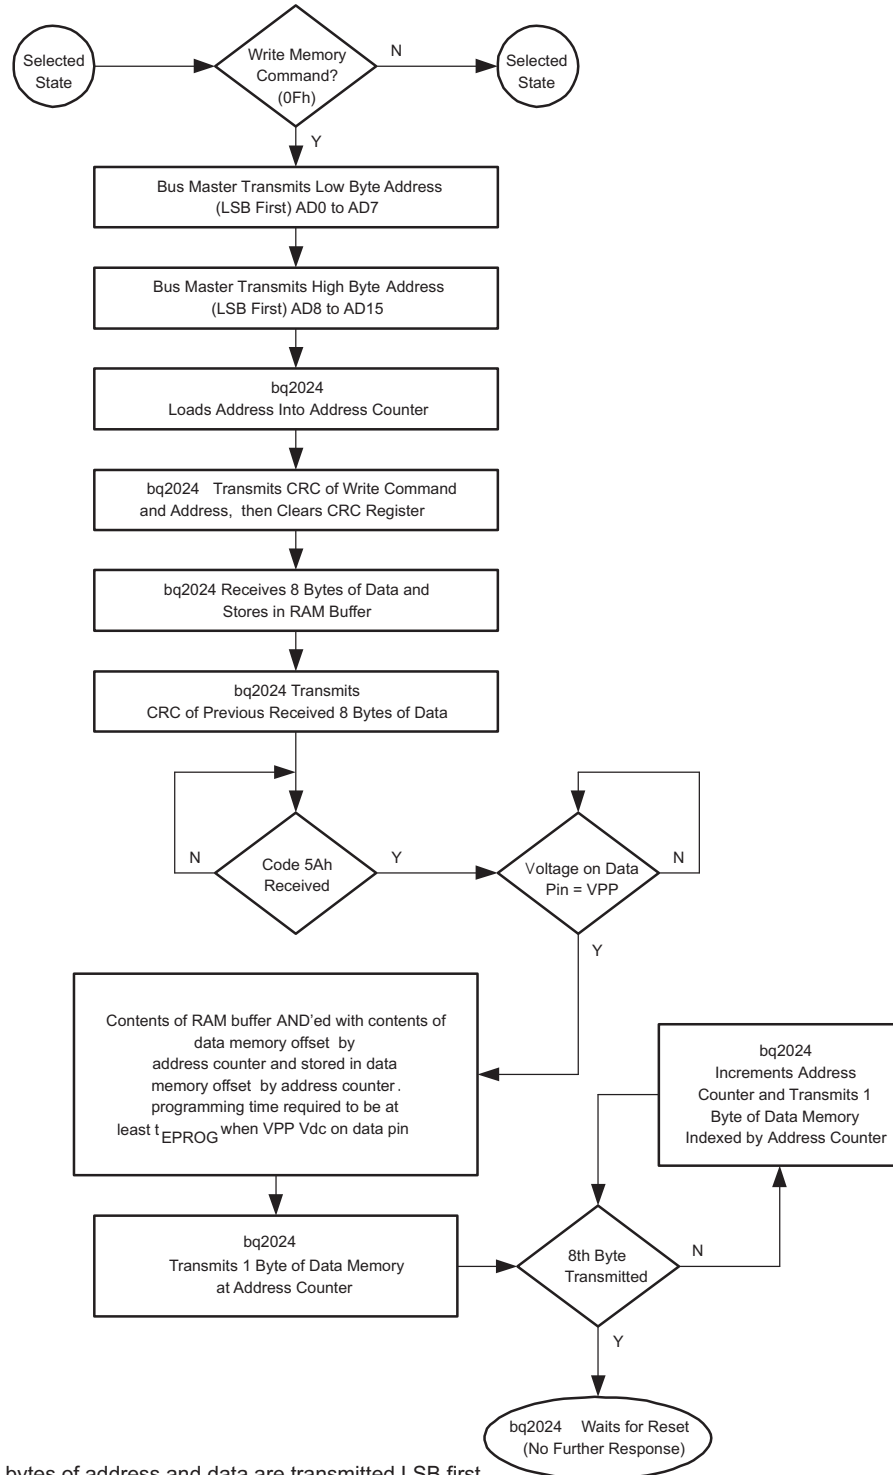 Selected
State
Write Memory
Command?
(0Fh)
N
Selected
State
Y
Bus Master Transmits Low Byte Address
(LSB First) AD0 to AD7
Bus Master Transmits High Byte Address
(LSB First) AD8 to AD15
bq2024
Loads Address Into Address Counter
bq2024 Transmits CRC of Write Command
and Address, then Clears CRC Register
bq2024 Receives 8 Bytes of Data and
Stores in RAM Buffer
bq2024 Transmits
CRC of Previous Received 8 Bytes of Data
N
Code 5Ah
Received
Y
Voltage on Data
Pin = VPP
N
Y
Contents of RAM buffer AND'ed with contents of
data memory offset by
address counter and stored in data
memory offset by address counter.
programming time required to be at
least tEPROG when VPP Vdc on data pin
bq2024
Increments Address
Counter and Transmits 1
Byte of Data Memory
Indexed by Address Counter
bq2024
Transmits 1 Byte of Data Memory
at Address Counter
8th Byte
Transmitted
N
Y
bq2024 Waits for Reset
(No Further Response)
bytes of address and data are transmitted LSB first